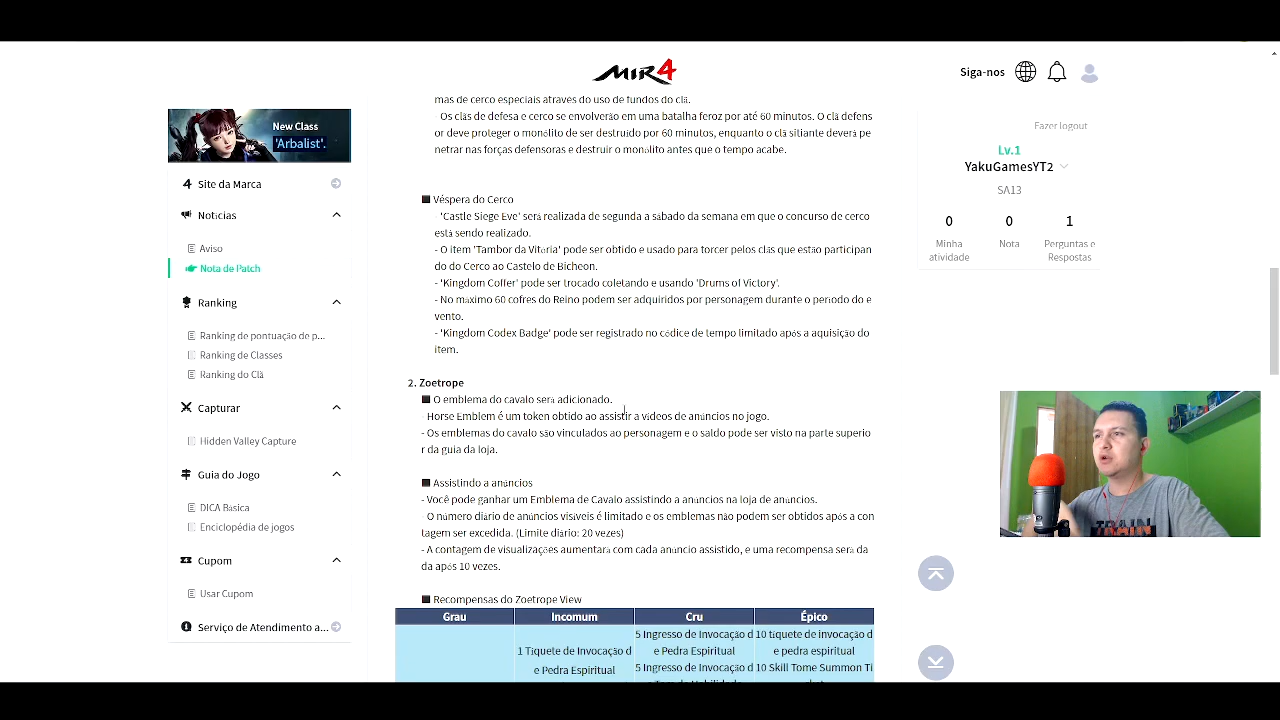 MIR4
Siga-nos
New Class
'Arbalist'.
4 Site da Marca
Noticias
Aviso
Nota de Patch
Ranking
Ranking de pontuação de p...
Ranking de Classes
Ranking do Clã
Capturar
Hidden Valley Capture
Guia do Jogo
DICA Básica
Enciclopédia de jogos
Cupom
Usar Cupom
Serviço de Atendimento a...
mas de cerco especiais através do uso de fundos do clã.
- Os clãs de defesa e cerco se envolverão em uma batalha feroz por até 60 minutos. O clã defens
or deve proteger o monólito de ser destruído por 60 minutos, enquanto o clã sitiante deverá pe
netrar nas forças defensoras e destruir o monólito antes que o tempo acabe.
■ Véspera do Cerco
- 'Castle Siege Eve' será realizada de segunda a sábado da semana em que o concurso de cerco
está sendo realizado.
- O item 'Tambor da Vitória' pode ser obtido e usado para torcer pelos clãs que estão participan
do do Cerco ao Castelo de Bicheon.
- 'Kingdom Coffer' pode ser trocado coletando e usando 'Drums of Victory'.
- No máximo 60 cofres do Reino podem ser adquiridos por personagem durante o período do e
vento.
- 'Kingdom Codex Badge' pode ser registrado no códice de tempo limitado após a aquisição do
item.
2. Zoetrope
■ O emblema do cavalo será adicionado.
- Horse Emblem é um token obtido ao assistir a vídeos de anúncios no jogo.
- Os emblemas do cavalo são vinculados ao personagem e o saldo pode ser visto na parte superio
r da guia da loja.
■ Assistindo a anúncios
- Você pode ganhar um Emblema de Cavalo assistindo a anúncios na loja de anúncios.
- O número diário de anúncios visíveis é limitado e os emblemas não podem ser obtidos após a con
tagem ser excedida. (Limite diário: 20 vezes)
- A contagem de visualizações aumentará com cada anúncio assistido, e uma recompensa será da
da após 10 vezes.
■ Recompensas do Zoetrope View
Grau Incomum Cru Épico
1 Tíquete de Invocação d
e Pedra Espiritual
5 Ingresso de Invocação d
e Pedra Espiritual
5 Ingresso de Invocação d
10 tíquete de invocação d
e pedra espiritual
10 Skill Tome Summon Ti
Fazer logout
Lv.1
YakuGamesYT2
SA13
0 0 1
Minha
atividade
Nota
Perguntas e
Respostas
TRAIN